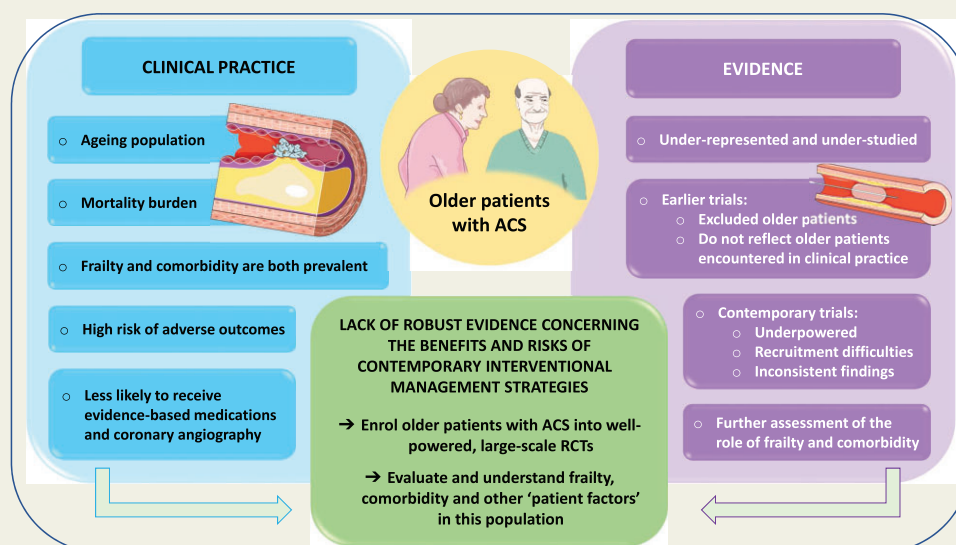 CLINICAL PRACTICE
○ Ageing population
○ Mortality burden
○ Frailty and comorbidity are both prevalent
○ High risk of adverse outcomes
○ Less likely to receive
evidence-based medications
and coronary angiography
Older patients
with ACS
EVIDENCE
○ Under-represented and under-studied
○ Earlier trials:
○ Excluded older patients
○ Do not reflect older patients
encountered in clinical practice
○ Contemporary trials:
○ Underpowered
○ Recruitment difficulties
○ Inconsistent findings
○ Further assessment of the
role of frailty and comorbidity
LACK OF ROBUST EVIDENCE CONCERNING
THE BENEFITS AND RISKS OF
CONTEMPORARY INTERVENTIONAL
MANAGEMENT STRATEGIES
➔ Enrol older patients with ACS into well-
powered, large-scale RCTs
➔ Evaluate and understand frailty,
comorbidity and other ‘patient factors’
in this population